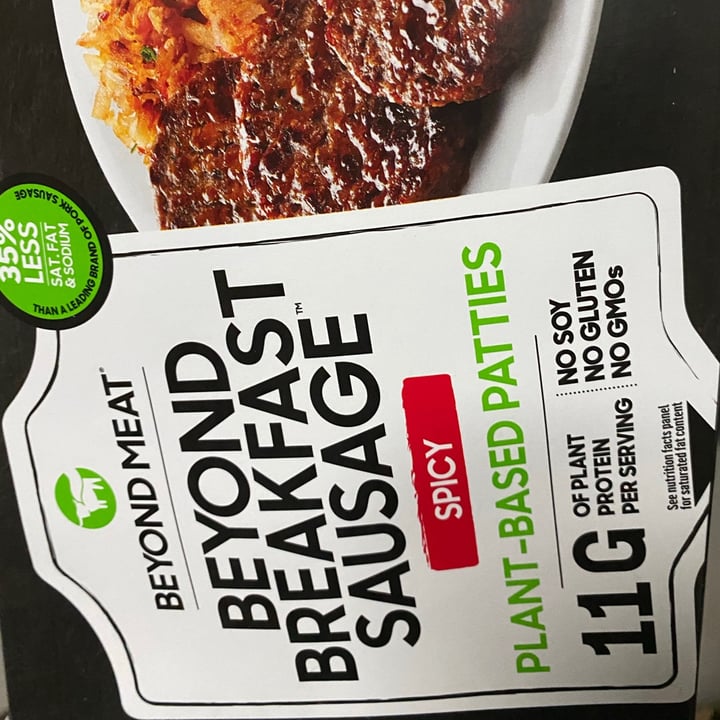 35%
LESS
SAT. FAT
& SODIUM
THAN A LEADING BRAND OF PORK SAUSAGE
BEYOND MEAT®
BEYOND
BREAKFAST
SAUSAGE™
SPICY
PLANT-BASED PATTIES
11G
OF PLANT
PROTEIN
PER SERVING
NO SOY
NO GLUTEN
NO GMOs
See nutrition facts panel
for saturated fat content